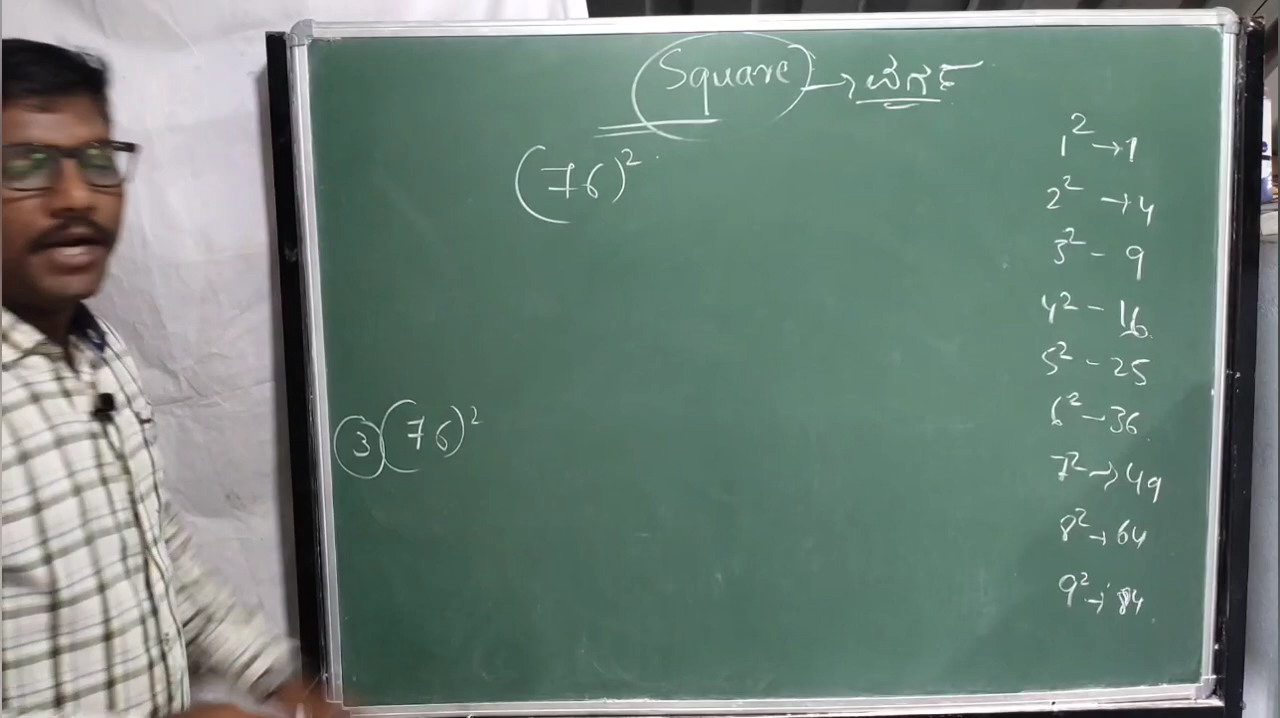 Square → ವರ್ಗ
(76)²
③ (76)²
1² → 1
2² → 4
3² - 9
4² - 16
5² - 25
6² - 36
7² → 49
8² → 64
9² → 84